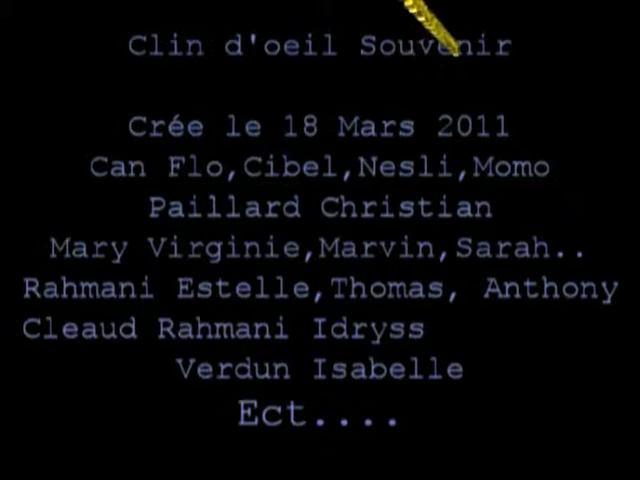 Clin d'oeil Souvenir
Crée le 18 Mars 2011
Can Flo,Cibel,Nesli,Momo
Paillard Christian
Mary Virginie,Marvin,Sarah..
Rahmani Estelle,Thomas, Anthony
Cleaud Rahmani Idryss
Verdun Isabelle
Ect....